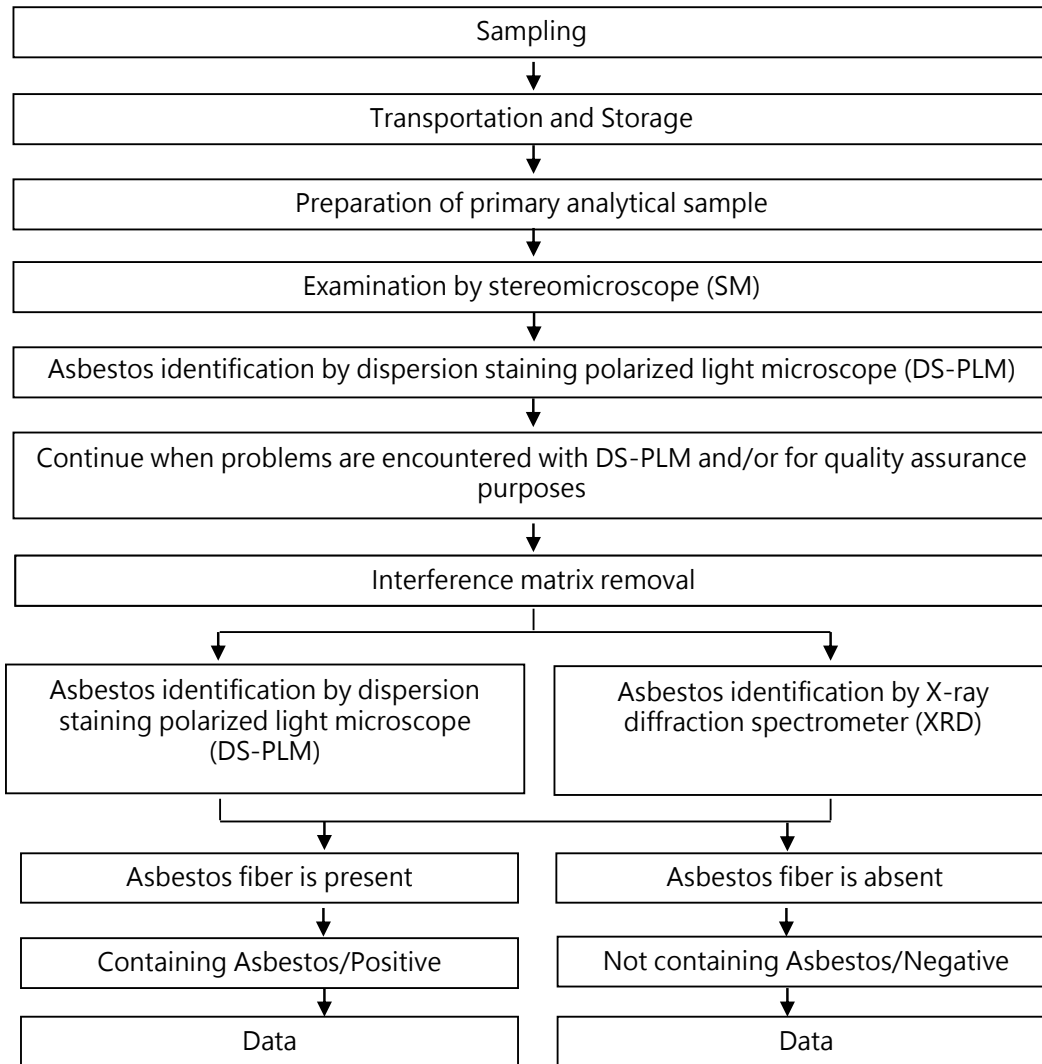 Sampling
Transportation and Storage
Preparation of primary analytical sample
Examination by stereomicroscope (SM)
Asbestos identification by dispersion staining polarized light microscope (DS-PLM)
Continue when problems are encountered with DS-PLM and/or for quality assurance
purposes
Interference matrix removal
Asbestos identification by dispersion
staining polarized light microscope
(DS-PLM)
Asbestos identification by X-ray
diffraction spectrometer (XRD)
Asbestos fiber is present
Asbestos fiber is absent
Containing Asbestos/Positive
Not containing Asbestos/Negative
Data
Data